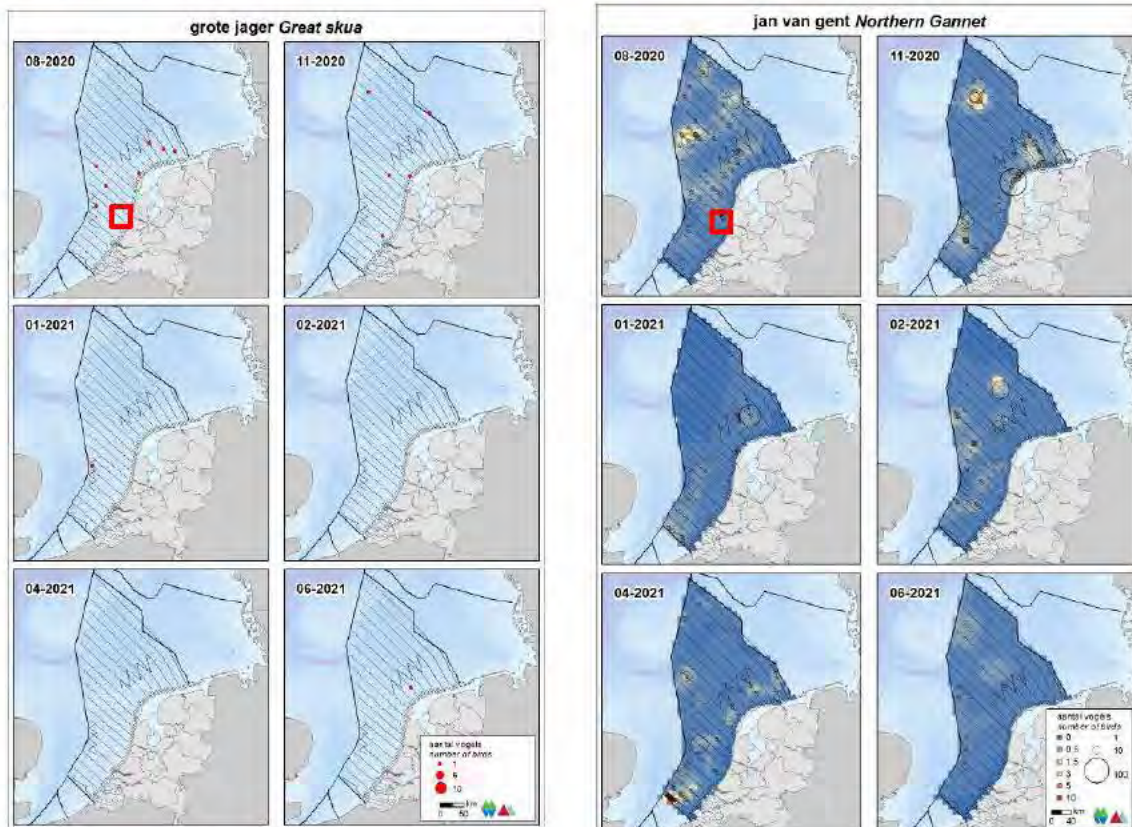 grote jager Great skua
08-2020
11-2020
01-2021
02-2021
04-2021
06-2021
aantal vogels
number of birds
1
5
10
km
0 50
jan van gent Northern Gannet
08-2020
11-2020
01-2021
02-2021
04-2021
06-2021
aantal vogels
number of birds
0 1
0,5 10
1,5
3 100
5
10
km
0 40